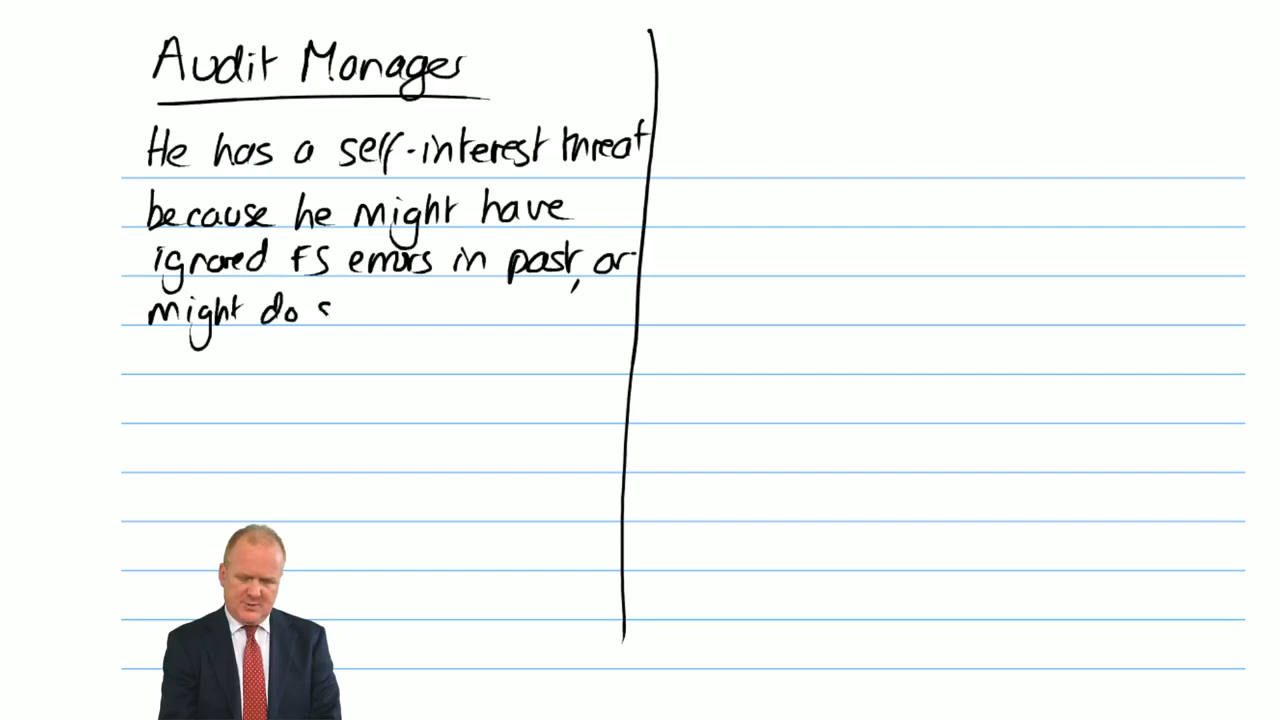 Audit Manager
He has a self-interest threat
because he might have
ignored FS errors in past, or
might do s